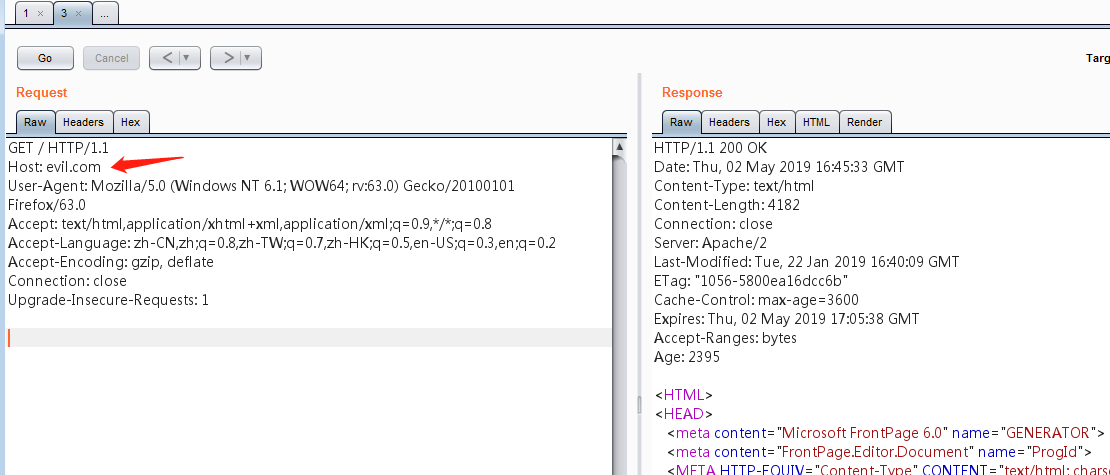 1 × 3 × ...
Go Cancel < > Targ
Request
Raw Headers Hex
GET / HTTP/1.1
Host: evil.com
User-Agent: Mozilla/5.0 (Windows NT 6.1; WOW64; rv:63.0) Gecko/20100101
Firefox/63.0
Accept: text/html,application/xhtml+xml,application/xml;q=0.9,*/*;q=0.8
Accept-Language: zh-CN,zh;q=0.8,zh-TW;q=0.7,zh-HK;q=0.5,en-US;q=0.3,en;q=0.2
Accept-Encoding: gzip, deflate
Connection: close
Upgrade-Insecure-Requests: 1
Response
Raw Headers Hex HTML Render
HTTP/1.1 200 OK
Date: Thu, 02 May 2019 16:45:33 GMT
Content-Type: text/html
Content-Length: 4182
Connection: close
Server: Apache/2
Last-Modified: Tue, 22 Jan 2019 16:40:09 GMT
ETag: "1056-5800ea16dcc6b"
Cache-Control: max-age=3600
Expires: Thu, 02 May 2019 17:05:38 GMT
Accept-Ranges: bytes
Age: 2395
<HTML>
<HEAD>
<meta content="Microsoft FrontPage 6.0" name="GENERATOR">
<meta content="FrontPage.Editor.Document" name="ProgId">
<META HTTP-EQUIV="Content-Type" CONTENT="text/html; charse